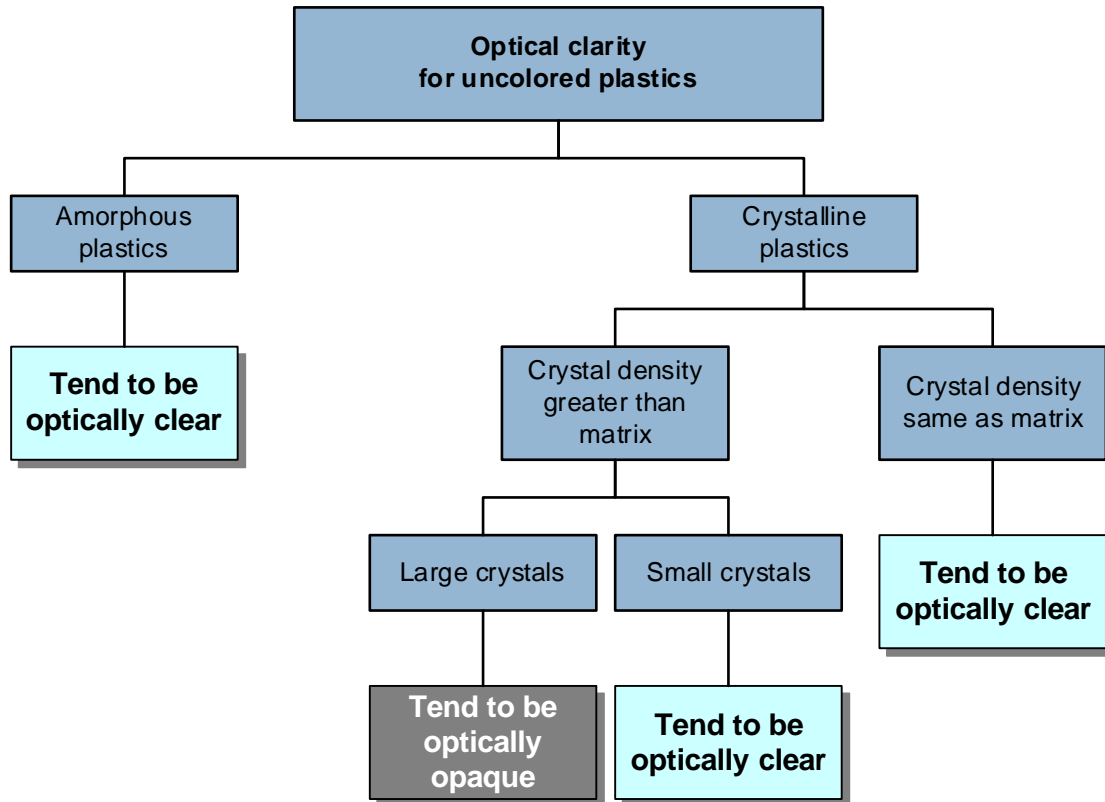 Optical clarity
for uncolored plastics
Amorphous
plastics
Crystalline
plastics
Tend to be
optically clear
Crystal density
greater than
matrix
Crystal density
same as matrix
Large crystals
Small crystals
Tend to be
optically clear
Tend to be
optically
opaque
Tend to be
optically clear